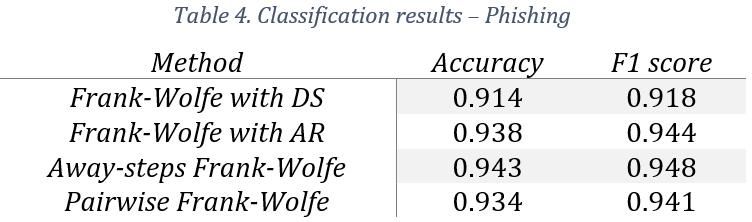 Table 4. Classification results – Phishing
Method Accuracy F1 score
Frank-Wolfe with DS 0.914 0.918
Frank-Wolfe with AR 0.938 0.944
Away-steps Frank-Wolfe 0.943 0.948
Pairwise Frank-Wolfe 0.934 0.941